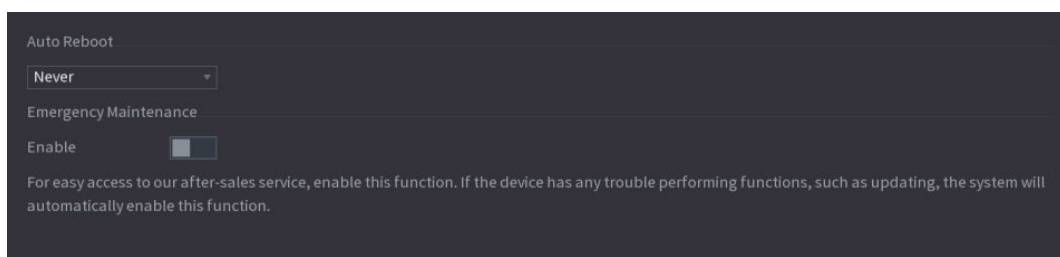 Auto Reboot
Never
Emergency Maintenance
Enable
For easy access to our after-sales service, enable this function. If the device has any trouble performing functions, such as updating, the system will
automatically enable this function.